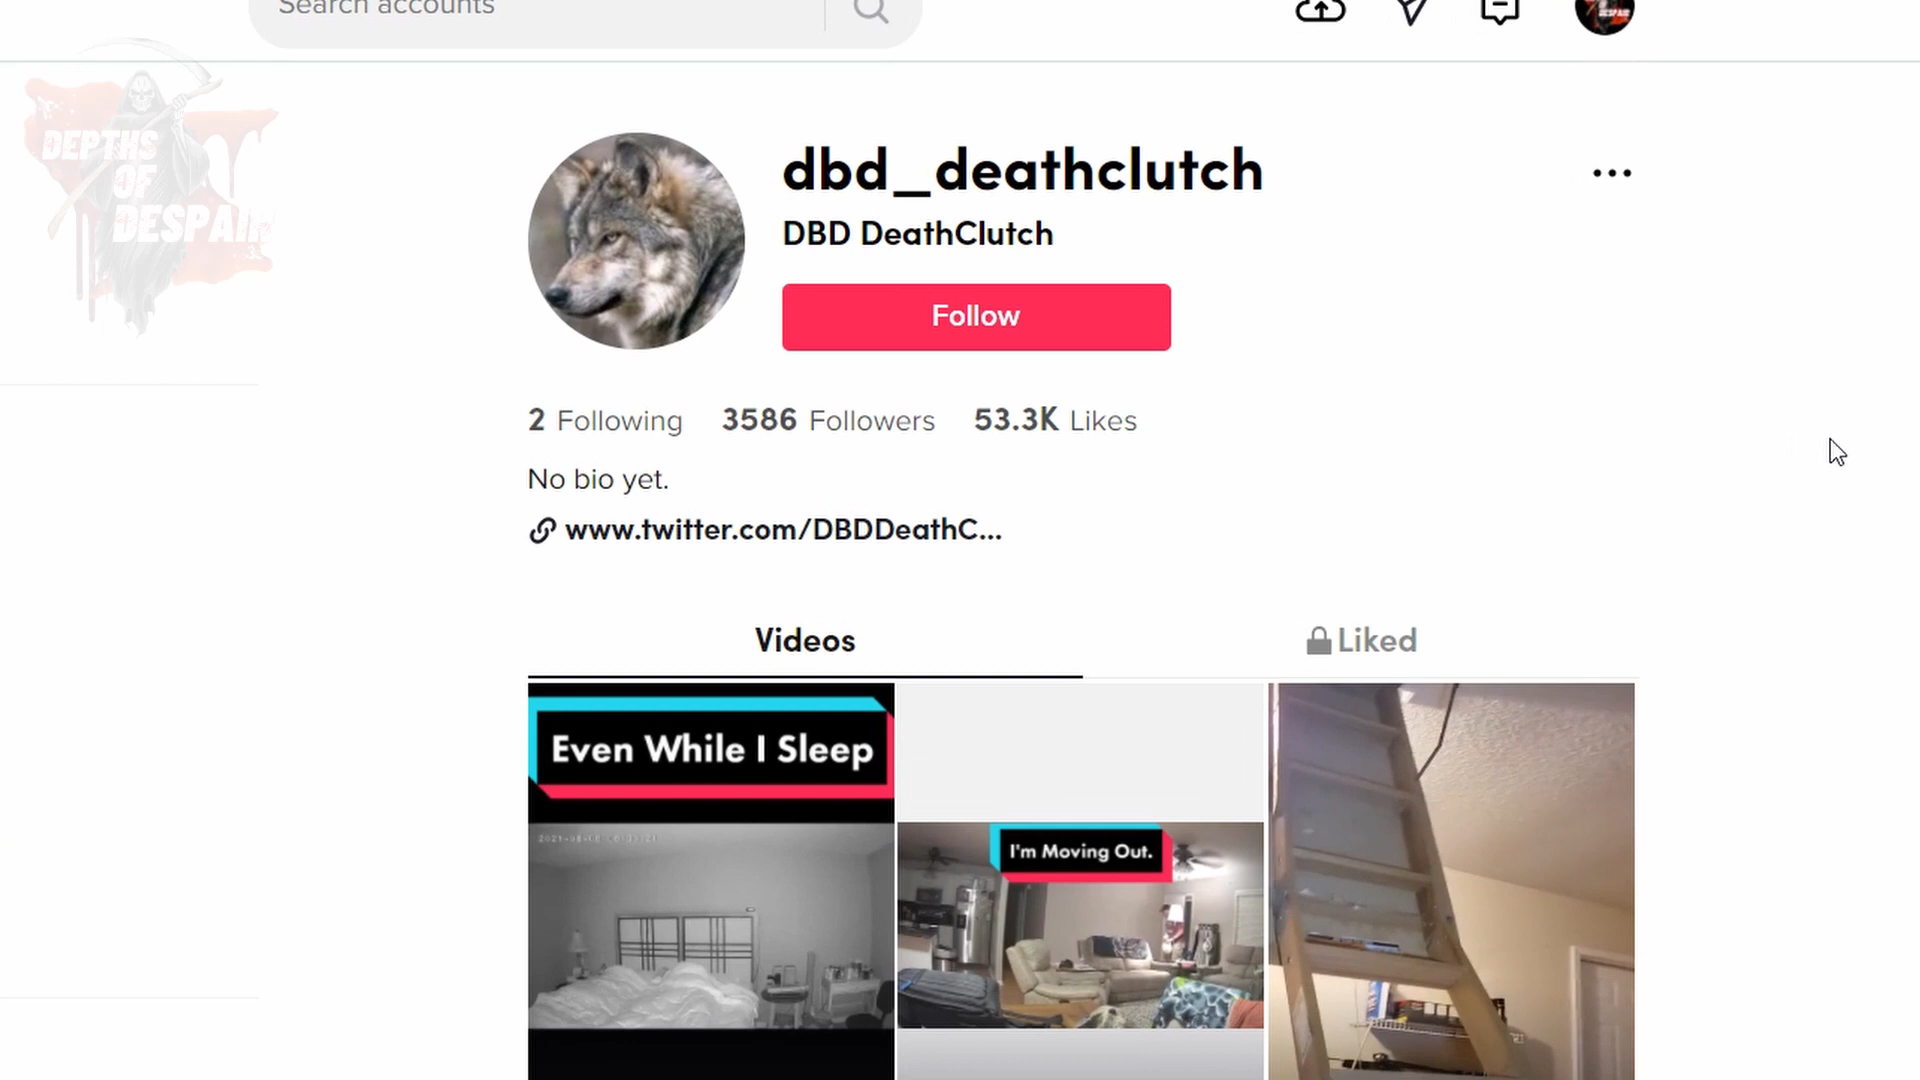 Search accounts
DEPTHS
OF
DESPAIR
dbd_deathclutch
DBD DeathClutch
Follow
2 Following 3586 Followers 53.3K Likes
No bio yet.
www.twitter.com/DBDDeathC...
Videos
Liked
Even While I Sleep
I'm Moving Out.